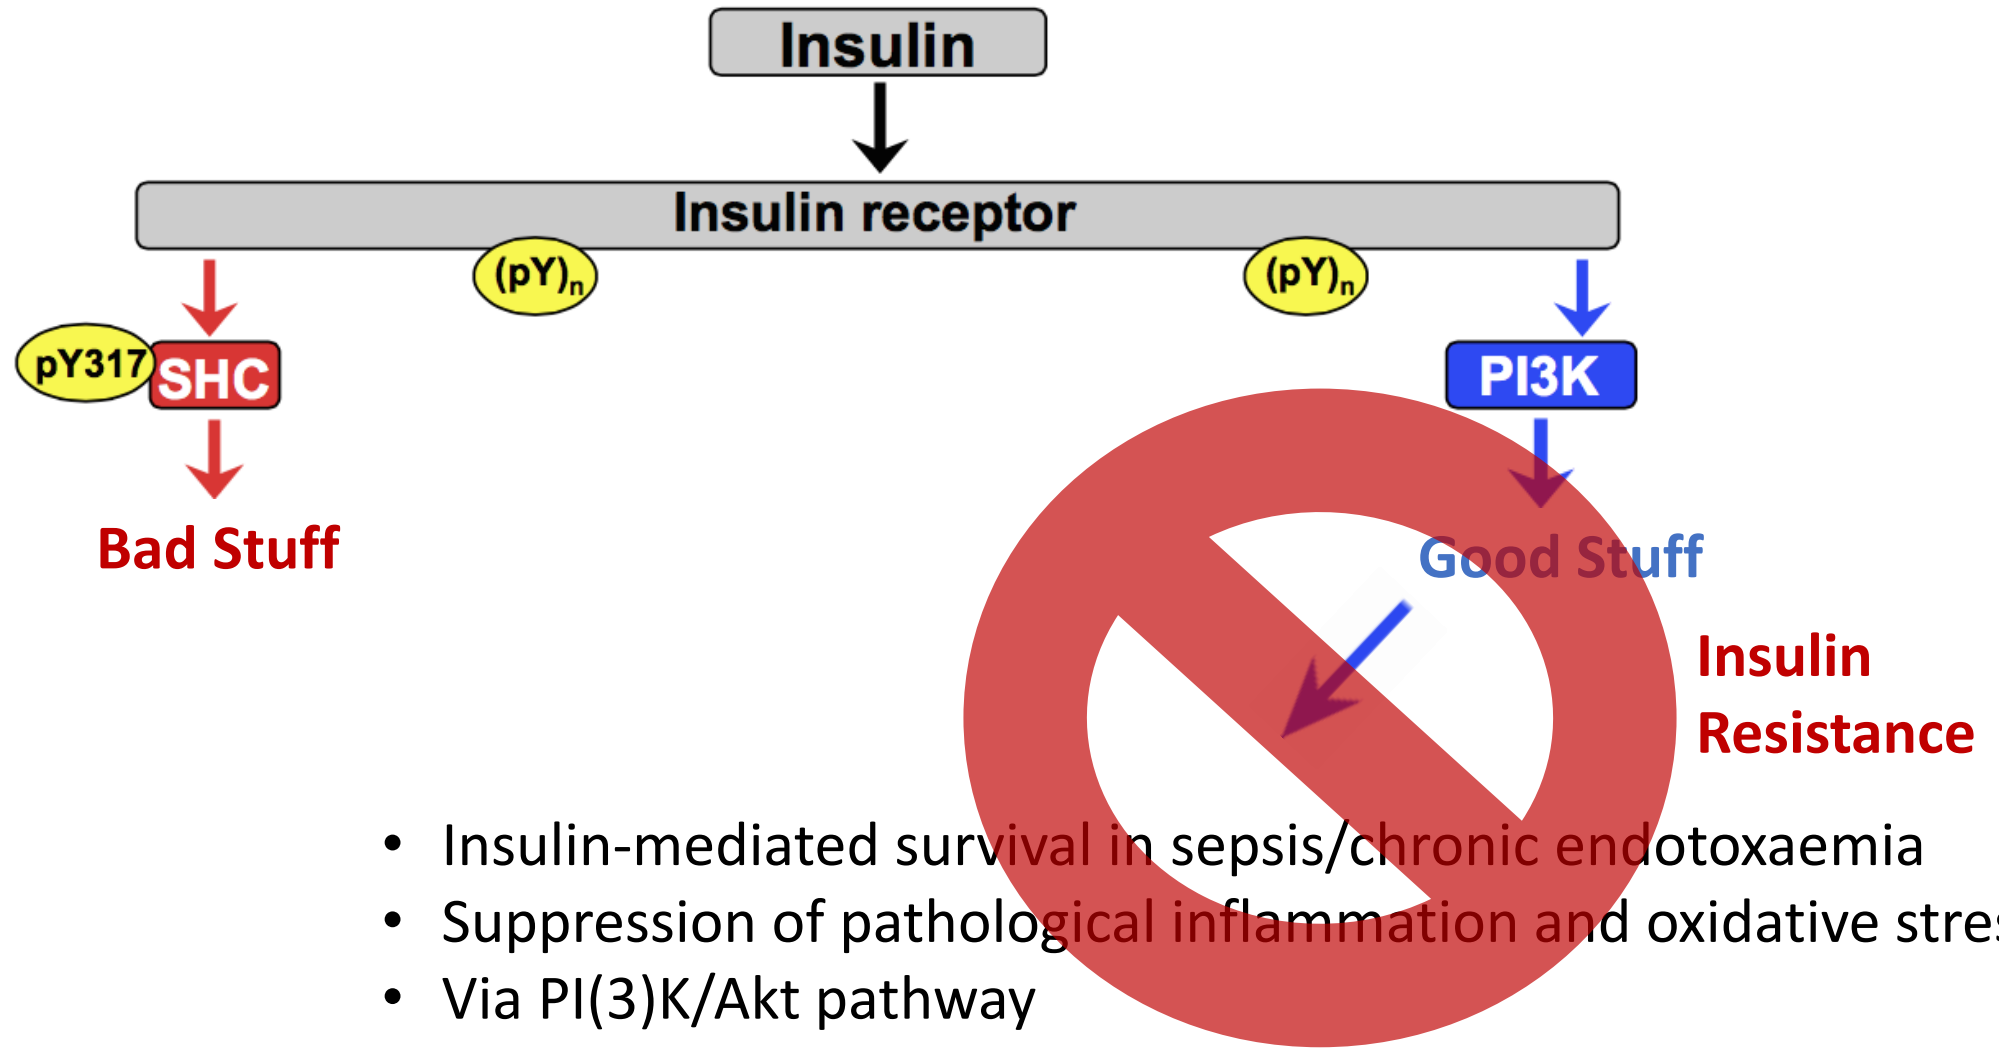 Insulin
Insulin receptor
(pY)n
(pY)n
pY317
SHC
PI3K
Bad Stuff
Good Stuff
Insulin
Resistance
• Insulin-mediated survival in sepsis/chronic endotoxaemia
• Suppression of pathological inflammation and oxidative stres
• Via PI(3)K/Akt pathway